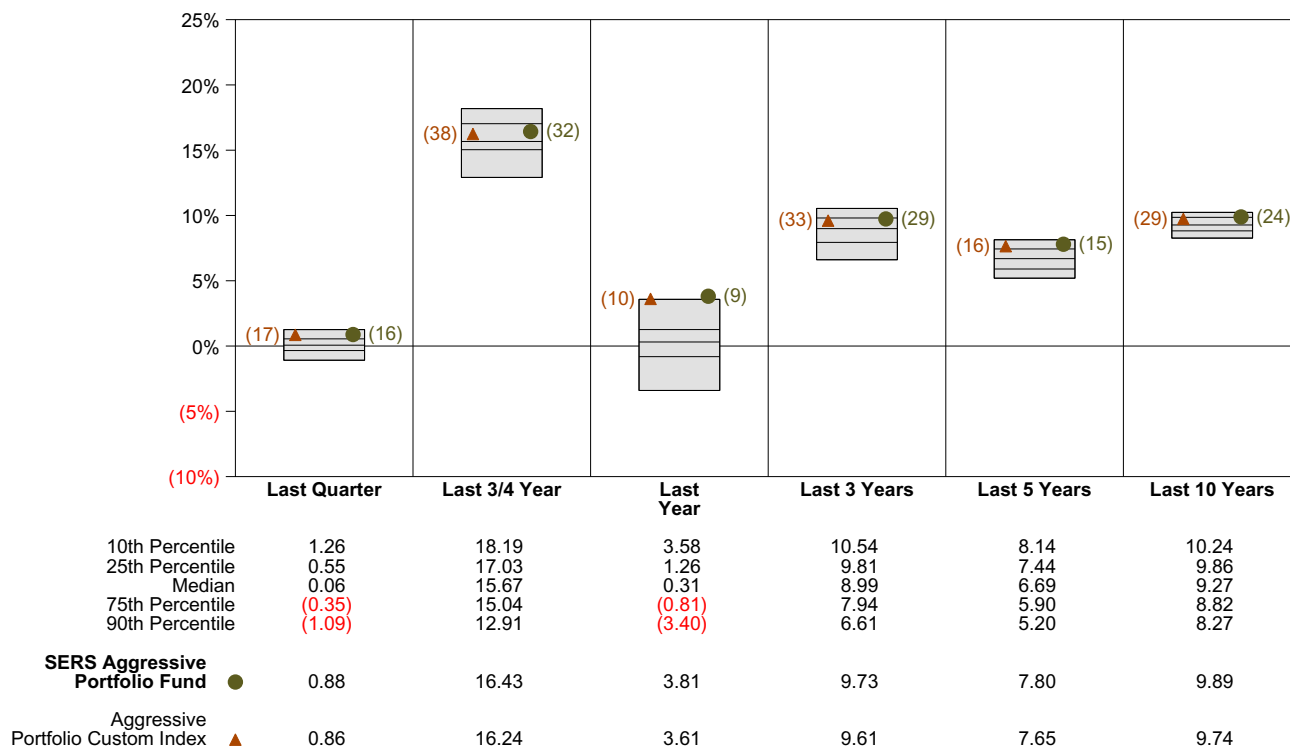 25%
20%
15%
10%
5%
0%
(5%)
(10%)
(17) (16)
(38) (32)
(10) (9)
(33) (29)
(16) (15)
(29) (24)
Last Quarter Last 3/4 Year Last Year Last 3 Years Last 5 Years Last 10 Years
10th Percentile 1.26 18.19 3.58 10.54 8.14 10.24
25th Percentile 0.55 17.03 1.26 9.81 7.44 9.86
Median 0.06 15.67 0.31 8.99 6.69 9.27
75th Percentile (0.35) 15.04 (0.81) 7.94 5.90 8.82
90th Percentile (1.09) 12.91 (3.40) 6.61 5.20 8.27
SERS Aggressive
Portfolio Fund 0.88 16.43 3.81 9.73 7.80 9.89
Aggressive
Portfolio Custom Index 0.86 16.24 3.61 9.61 7.65 9.74